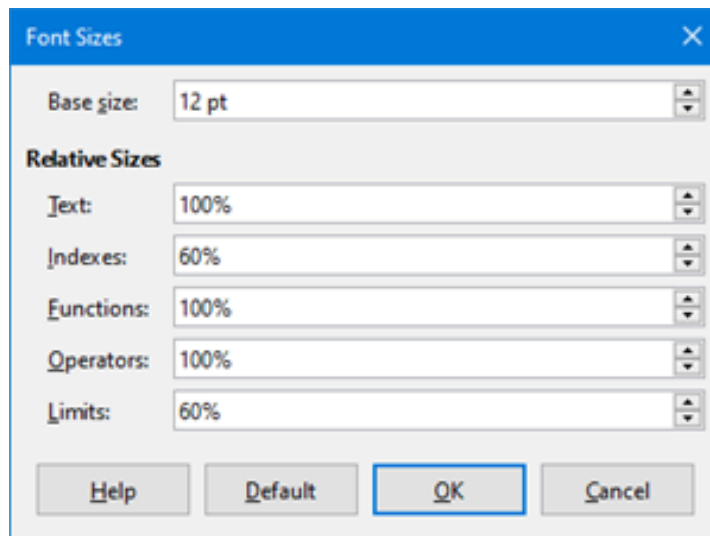 Font Sizes
Base size: 12 pt
Relative Sizes
Text: 100%
Indexes: 60%
Functions: 100%
Operators: 100%
Limits: 60%
Help Default OK Cancel